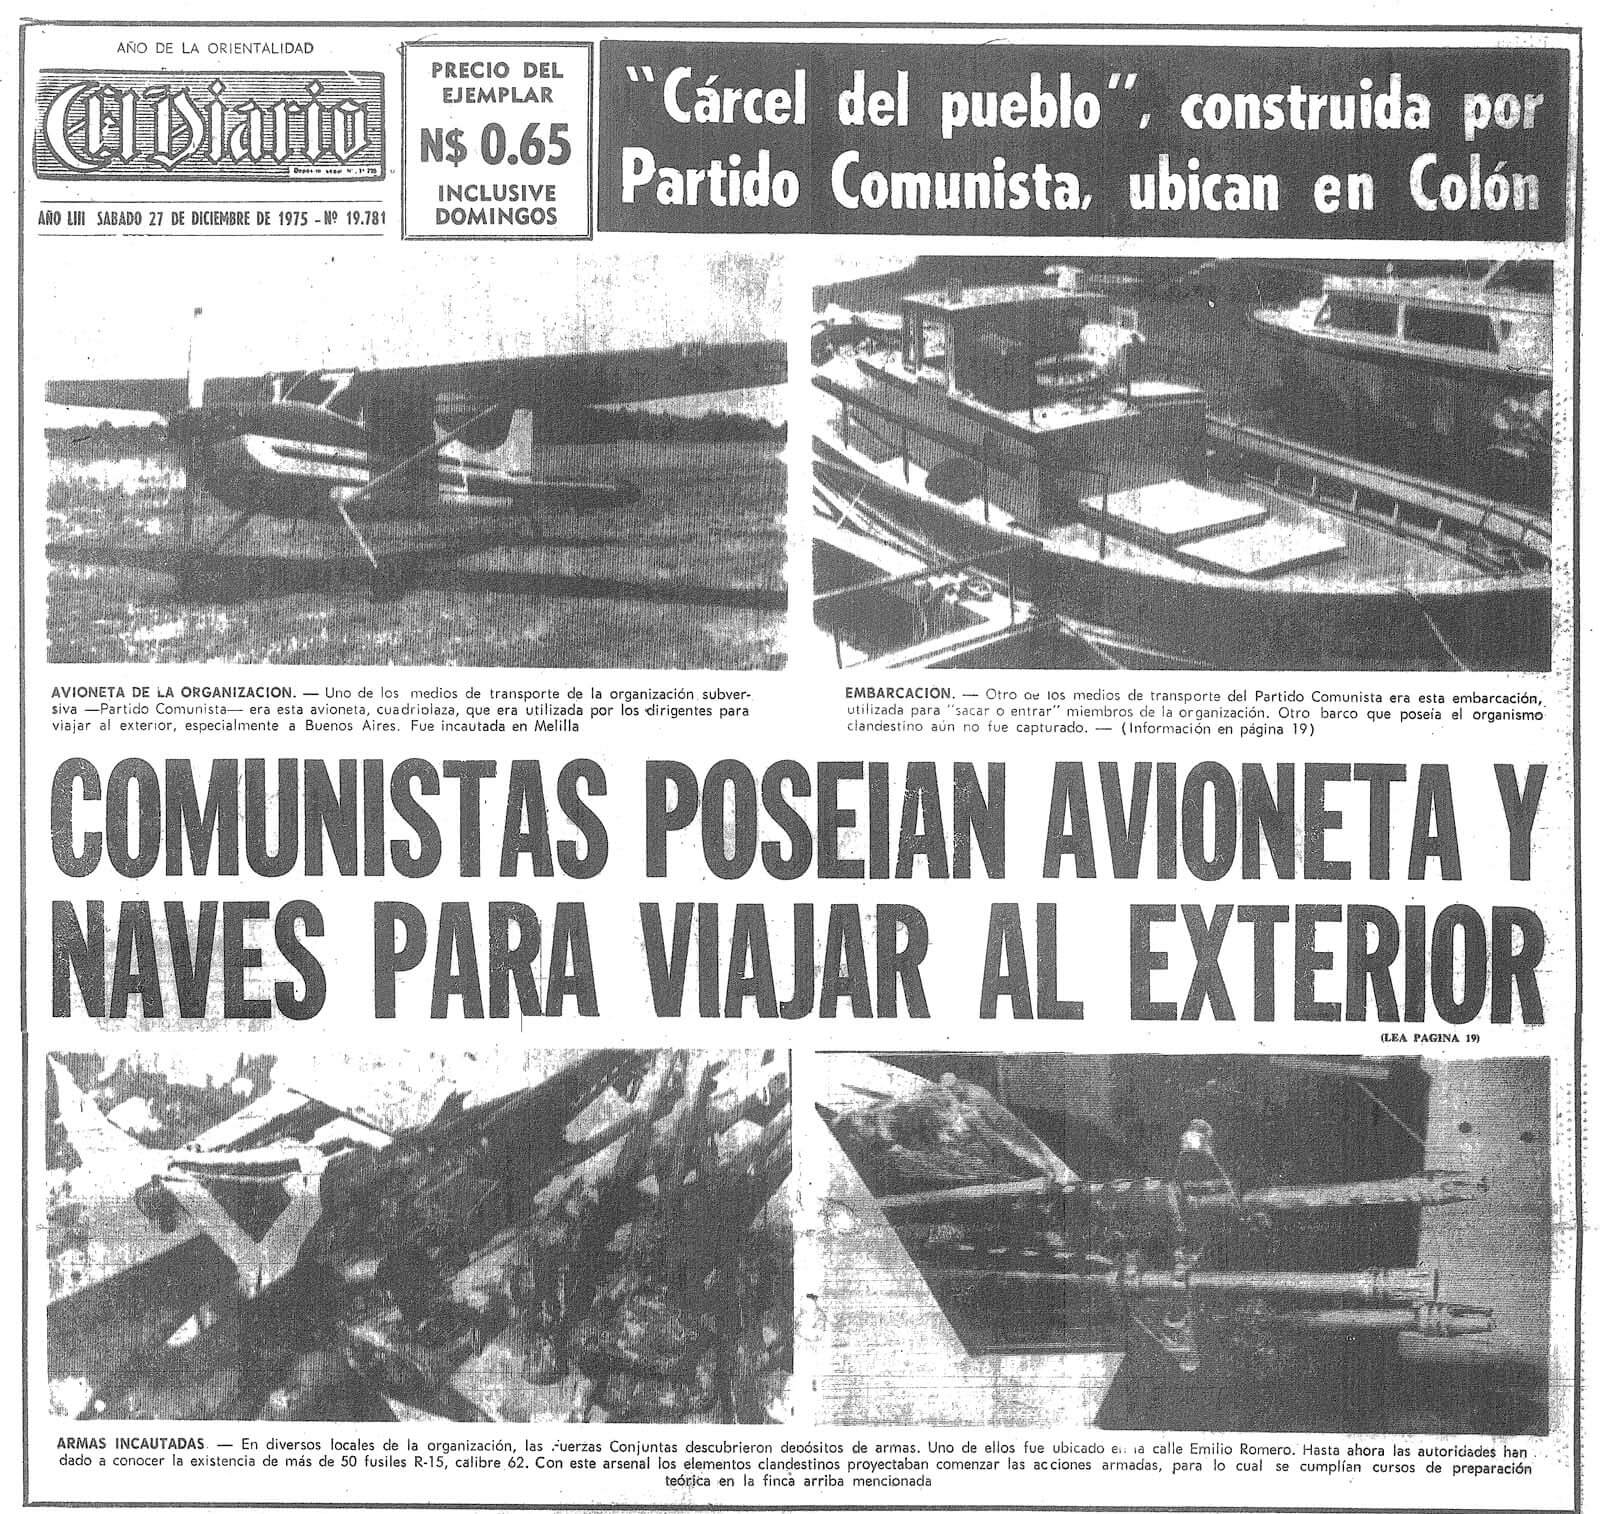 AÑO DE LA ORIENTALIDAD
El Diario
AÑO LIII SABADO 27 DE DICIEMBRE DE 1975 - Nº 19.781
PRECIO DEL
EJEMPLAR
N$ 0.65
INCLUSIVE
DOMINGOS
"Cárcel del pueblo", construida por
Partido Comunista, ubican en Colón
AVIONETA DE LA ORGANIZACION. — Uno de los medios de transporte de la organización subver-
siva —Partido Comunista— era esta avioneta, cuadriolaza, que era utilizada por los dirigentes para
viajar al exterior, especialmente a Buenos Aires. Fue incautada en Melilla
EMBARCACION. — Otro de los medios de transporte del Partido Comunista era esta embarcación,
utilizada para "sacar o entrar" miembros de la organización. Otro barco que poseía el organismo
clandestino aún no fue capturado. — (Información en página 19)
COMUNISTAS POSEIAN AVIONETA Y
NAVES PARA VIAJAR AL EXTERIOR
(LEA PAGINA 19)
ARMAS INCAUTADAS. — En diversos locales de la organización, las Fuerzas Conjuntas descubrieron depósitos de armas. Uno de ellos fue ubicado en la calle Emilio Romero. Hasta ahora las autoridades han
dado a conocer la existencia de más de 50 fusiles R-15, calibre 62. Con este arsenal los elementos clandestinos proyectaban comenzar las acciones armadas, para lo cual se cumplían cursos de preparación
teórica en la finca arriba mencionada